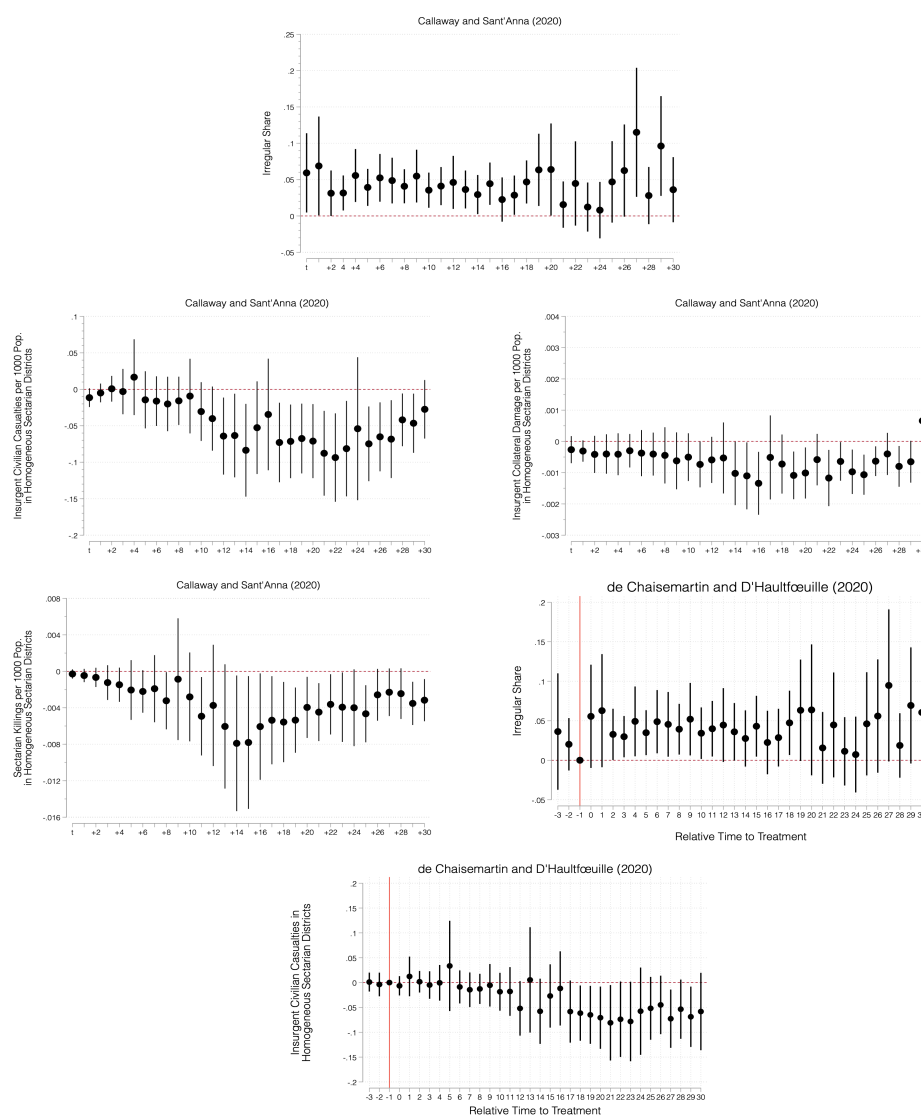 Callaway and Sant'Anna (2020)
Irregular Share
.25
.2
.15
.1
.05
0
-.05
t +2 4 +4 +6 +8 +10 +12 +14 +16 +18 +20 +22 +24 +26 +28 +30
Callaway and Sant'Anna (2020)
Insurgent Civilian Casualties per 1000 Pop.
in Homogeneous Sectarian Districts
.1
.05
0
-.05
-.1
-.15
-.2
t +2 +4 +6 +8 +10 +12 +14 +16 +18 +20 +22 +24 +26 +28 +30
Callaway and Sant'Anna (2020)
Insurgent Collateral Damage per 1000 Pop.
in Homogeneous Sectarian Districts
.004
.003
.002
.001
0
-.001
-.002
-.003
t +2 +4 +6 +8 +10 +12 +14 +16 +18 +20 +22 +24 +26 +28
Callaway and Sant'Anna (2020)
Sectarian Killings per 1000 Pop.
in Homogeneous Sectarian Districts
.008
.004
0
-.004
-.008
-.012
-.016
t +2 +4 +6 +8 +10 +12 +14 +16 +18 +20 +22 +24 +26 +28 +30
de Chaisemartin and D'Haultfœuille (2020)
Irregular Share
.2
.15
.1
.05
0
-.05
-3 -2 -1 0 1 2 3 4 5 6 7 8 9 10 11 12 13 14 15 16 17 18 19 20 21 22 23 24 25 26 27 28 29
Relative Time to Treatment
de Chaisemartin and D'Haultfœuille (2020)
Insurgent Civilian Casualties in
Homogeneous Sectarian Districts
.2
.15
.1
.05
0
-.05
-.1
-.15
-.2
-3 -2 -1 0 1 2 3 4 5 6 7 8 9 10 11 12 13 14 15 16 17 18 19 20 21 22 23 24 25 26 27 28 29 30
Relative Time to Treatment